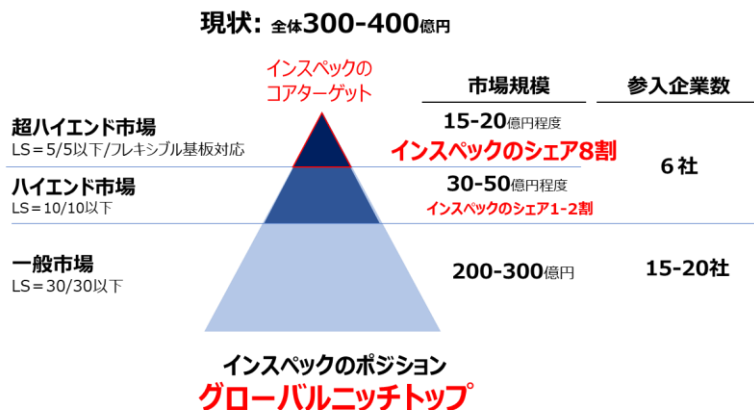 現状: 全体300-400億円
インスペックの
コアターゲット
市場規模
参入企業数
超ハイエンド市場
LS=5/5以下/フレキシブル基板対応
15-20億円程度
インスペックのシェア8割
6社
ハイエンド市場
LS=10/10以下
30-50億円程度
インスペックのシェア1-2割
一般市場
LS=30/30以下
200-300億円
15-20社
インスペックのポジション
グローバルニッチトップ